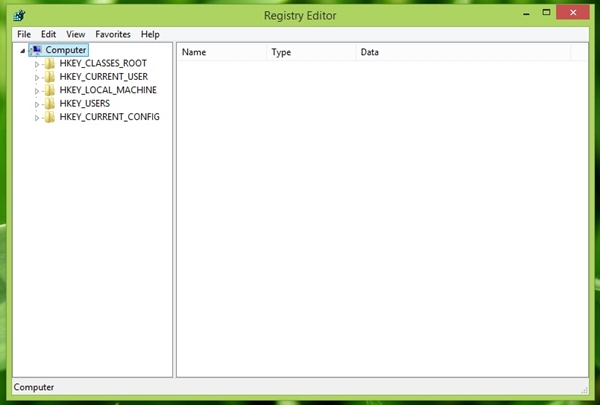 Registry Editor
File Edit View Favorites Help
Computer
HKEY_CLASSES_ROOT
HKEY_CURRENT_USER
HKEY_LOCAL_MACHINE
HKEY_USERS
HKEY_CURRENT_CONFIG
Name Type Data
Computer